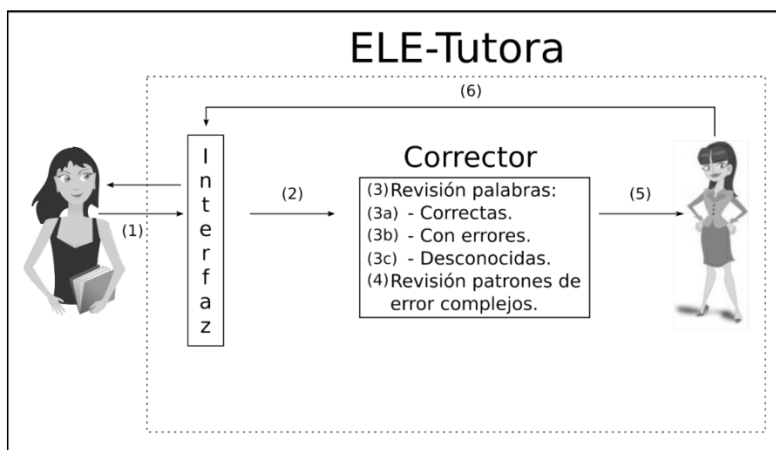 ELE-Tutora
(6)
Interfaz
(1)
(2)
Corrector
(3) Revisión palabras:
(3a) - Correctas.
(3b) - Con errores.
(3c) - Desconocidas.
(4) Revisión patrones de
error complejos.
(5)